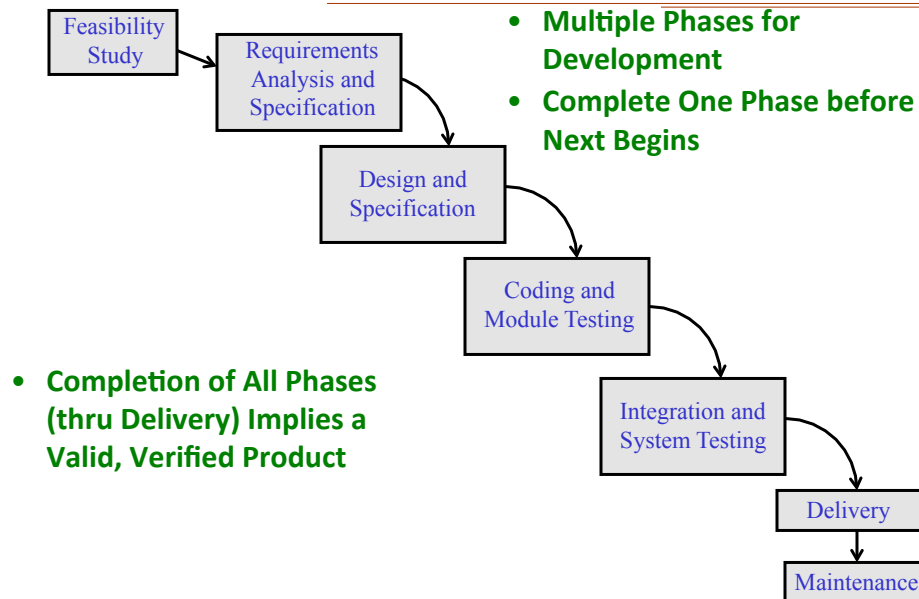 Feasibility
Study
Requirements
Analysis and
Specification
• Multiple Phases for
Development
• Complete One Phase before
Next Begins
Design and
Specification
Coding and
Module Testing
• Completion of All Phases
(thru Delivery) Implies a
Valid, Verified Product
Integration and
System Testing
Delivery
Maintenance